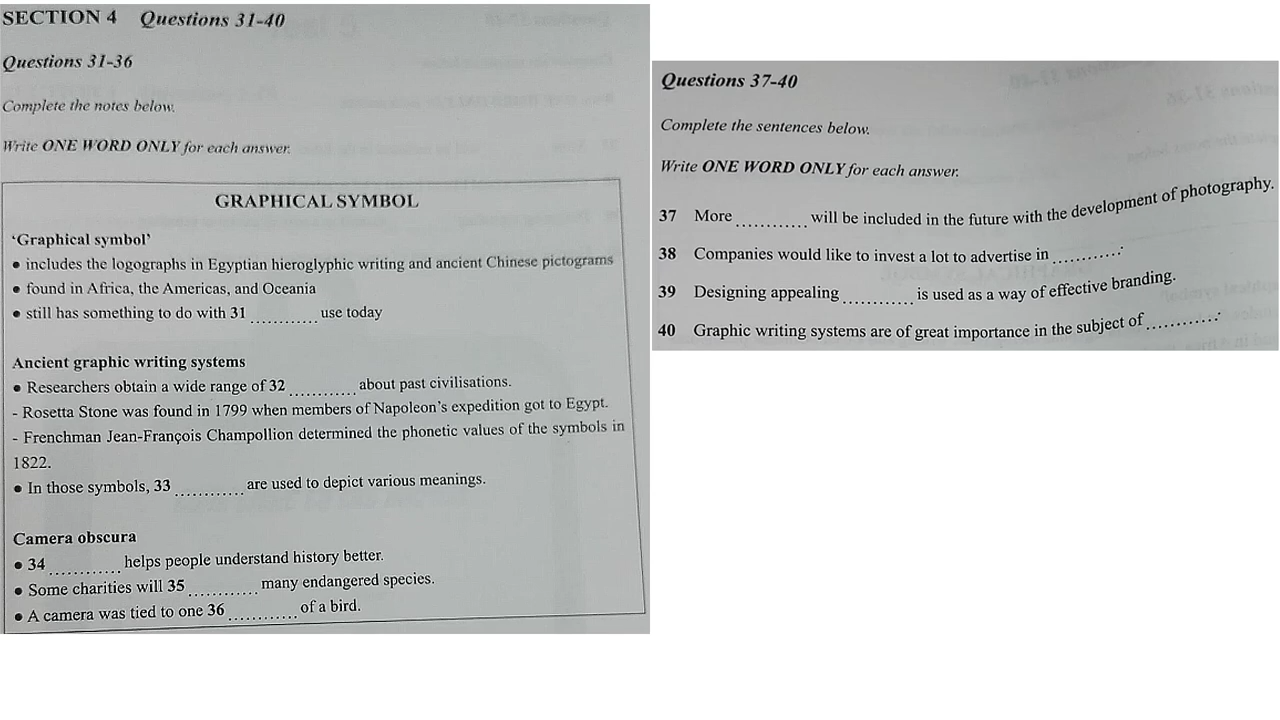 SECTION 4 Questions 31-40
Questions 31-36
Complete the notes below.
Write ONE WORD ONLY for each answer.
GRAPHICAL SYMBOL
‘Graphical symbol’
• includes the logographs in Egyptian hieroglyphic writing and ancient Chinese pictograms
• found in Africa, the Americas, and Oceania
• still has something to do with 31 ............ use today
Ancient graphic writing systems
• Researchers obtain a wide range of 32 ............ about past civilisations.
- Rosetta Stone was found in 1799 when members of Napoleon’s expedition got to Egypt.
- Frenchman Jean-François Champollion determined the phonetic values of the symbols in
1822.
• In those symbols, 33 ............ are used to depict various meanings.
Camera obscura
• 34 ............ helps people understand history better.
• Some charities will 35 ............ many endangered species.
• A camera was tied to one 36 ............ of a bird.
Questions 37-40
Complete the sentences below.
Write ONE WORD ONLY for each answer.
37 More ............ will be included in the future with the development of photography.
38 Companies would like to invest a lot to advertise in .............
39 Designing appealing ............ is used as a way of effective branding.
40 Graphic writing systems are of great importance in the subject of .............